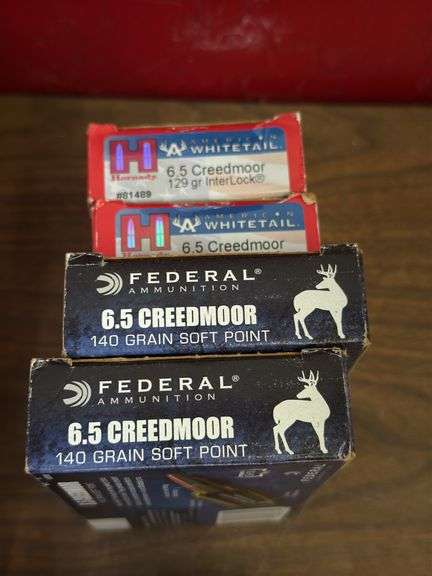 AMERICAN
WHITETAIL
Hornady
6.5 Creedmoor
129 gr InterLock®
#81489
AMERICAN
WHITETAIL
6.5 Creedmoor
FEDERAL®
AMMUNITION
6.5 CREEDMOOR
140 GRAIN SOFT POINT
FEDERAL®
AMMUNITION
6.5 CREEDMOOR
140 GRAIN SOFT POINT
FEDERAL